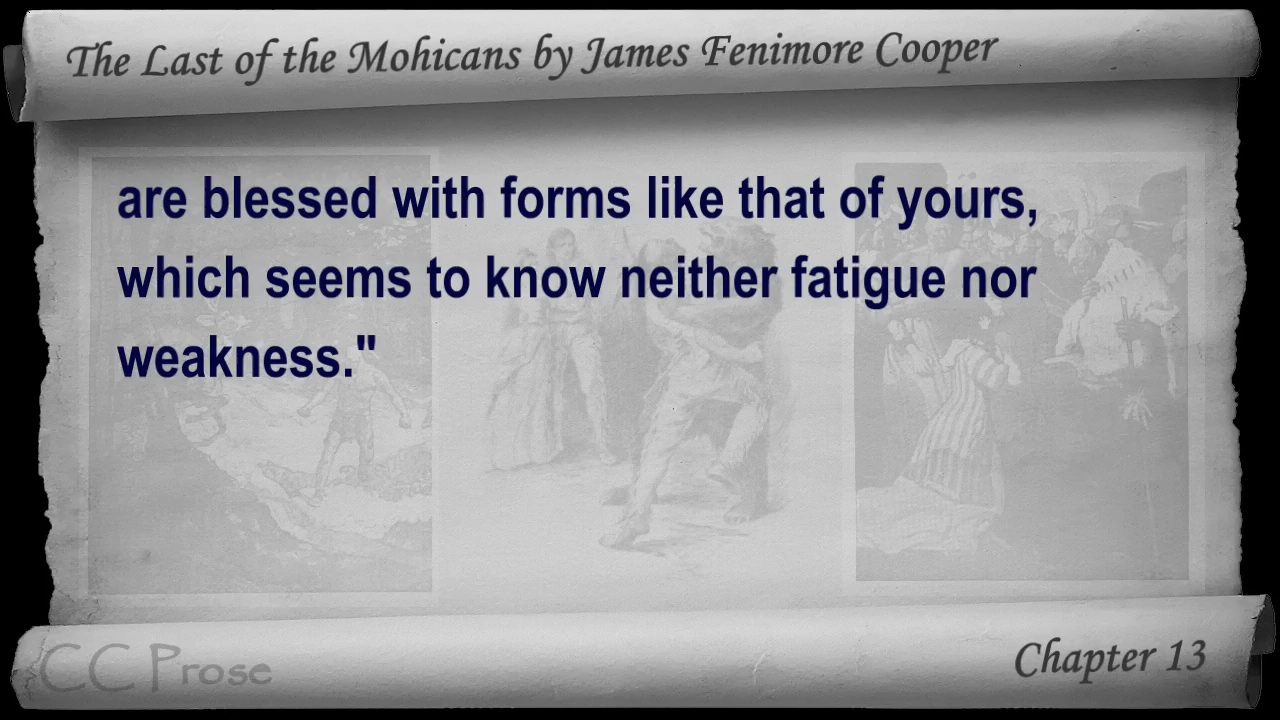 The Last of the Mohicans by James Fenimore Cooper
are blessed with forms like that of yours,
which seems to know neither fatigue nor
weakness."
CC Prose
Chapter 13